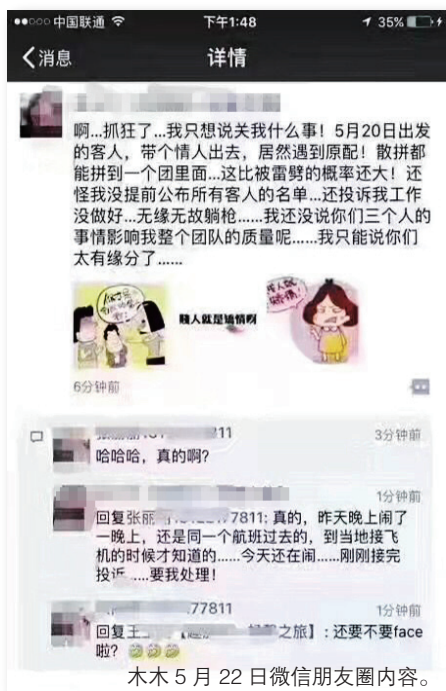 中国联通
下午1:48
35%
消息
详情
啊...抓狂了...我只想说关我什么事！5月20日出发
的客人，带个情人出去，居然遇到原配！散拼都
能拼到一个团里面...这比被雷劈的概率还大！还
怪我没提前公布所有客人的名单...还投诉我工作
没做好...无缘无故躺枪......我还没说你们三个人的
事情影响我整个团队的质量呢......我只能说你们
太有缘分了......
贱人就是矫情啊
6分钟前
11
3分钟前
哈哈哈，真的啊？
1分钟前
7811: 真的，昨天晚上闹了
一晚上，还是同一个航班过去的，到当地接飞
机的时候才知道的......今天还在闹......刚刚接完
投诉......要我处理！
.77811
1分钟前
之旅】: 还要不要face
啦？
木木 5 月 22 日微信朋友圈内容。